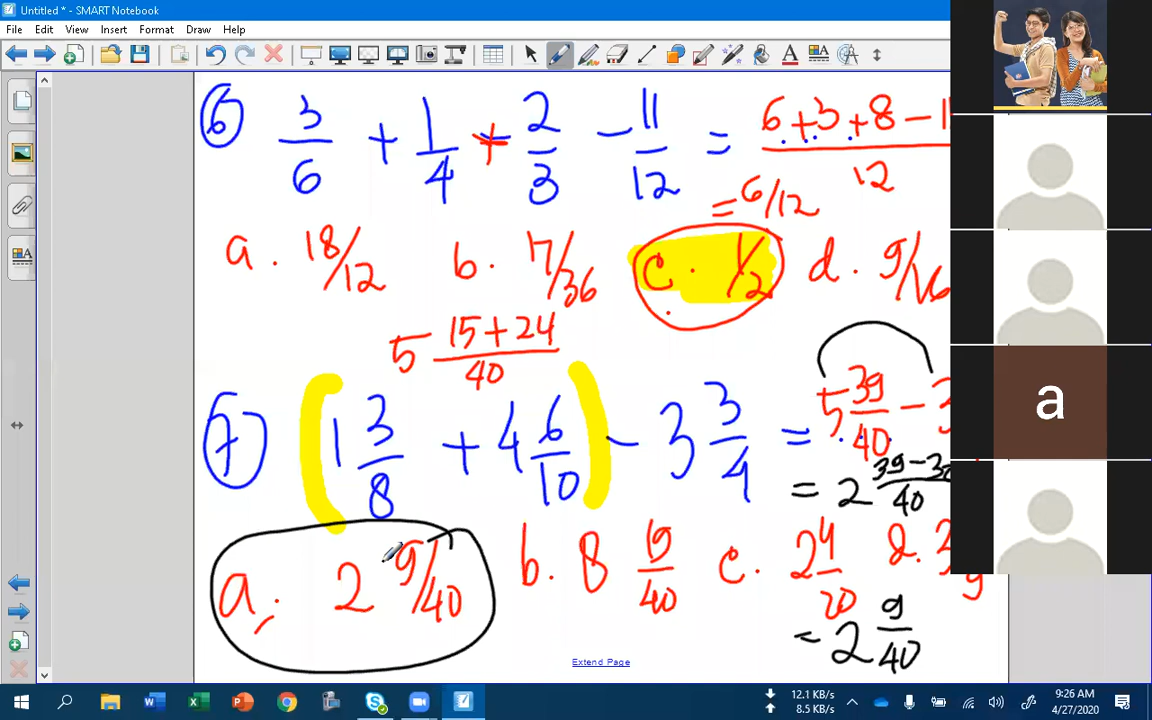 Untitled * - SMART Notebook
File Edit View Insert Format Draw Help
6 3/6 + 1/4 + 2/3 - 11/12 = 6+3+8-1
12
= 6/12
a. 18/12 b. 7/36 c. 1/2 d. 9/16
5 15+24/40
7 (1 3/8 + 4 6/10) - 3 3/4 = 5 39/40 - 3
= 2 39-30/40
a. 2 9/40 b. 8 19/40 c. 2 4/20 d. 3
9
= 2 9/40
Extend Page
a
12.1 KB/s
8.5 KB/s
9:26 AM
4/27/2020